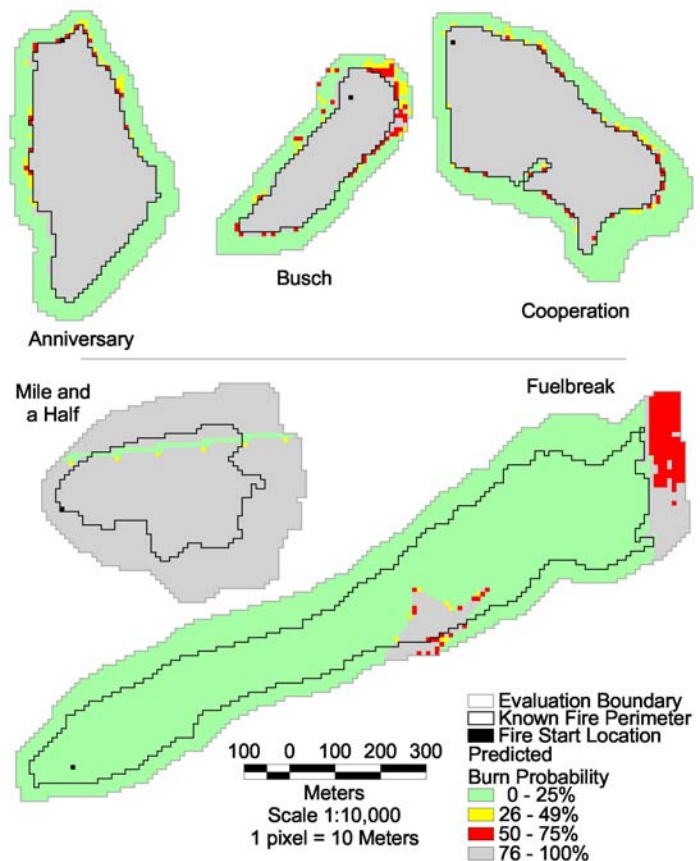 Anniversary
Busch
Cooperation
Mile and
a Half
Fuelbreak
Evaluation Boundary
Known Fire Perimeter
Fire Start Location
Predicted
Burn Probability
0 - 25%
26 - 49%
50 - 75%
76 - 100%
100 0 100 200 300
Meters
Scale 1:10,000
1 pixel = 10 Meters